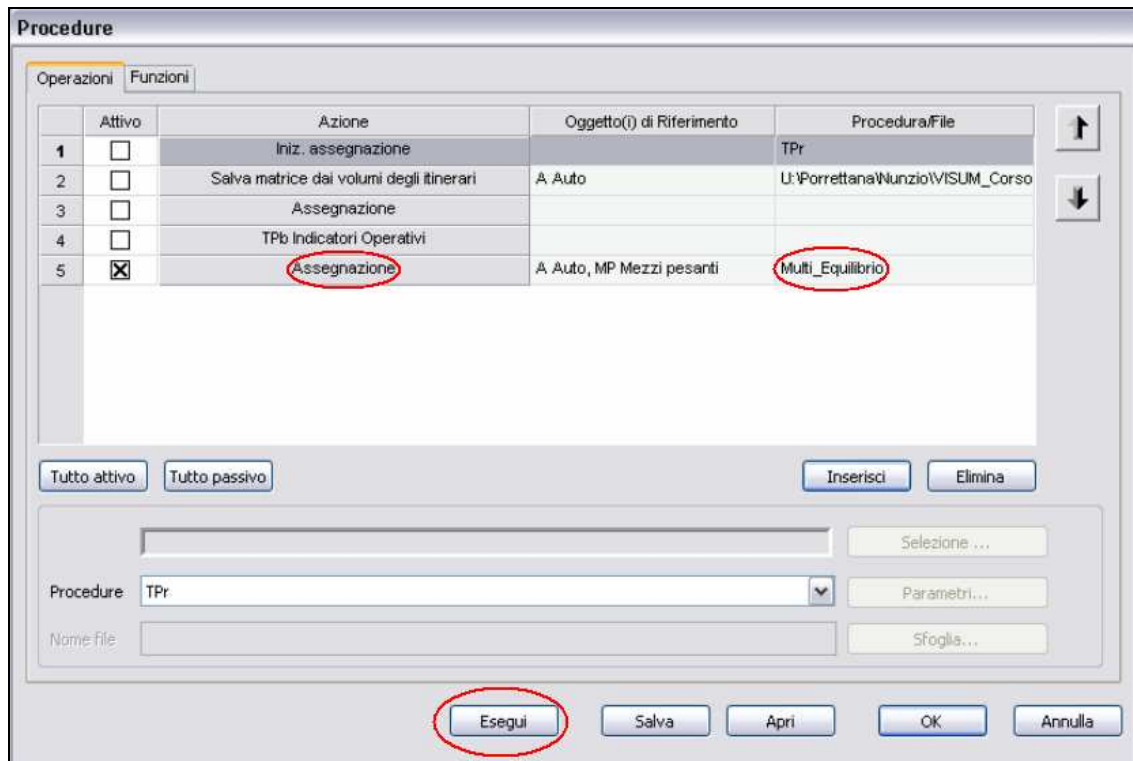 Procedure
Operazioni Funzioni
Attivo Azione Oggetto(i) di Riferimento Procedura/File
1 Iniz. assegnazione TPr
2 Salva matrice dai volumi degli itinerari A Auto U:\Porrettana\Nunzio\VISUM_Corso
3 Assegnazione
4 TPb Indicatori Operativi
5 Assegnazione A Auto, MP Mezzi pesanti Multi_Equilibrio
Tutto attivo Tutto passivo Inserisci Elimina
Selezione ...
Procedure TPr Parametri...
Nome file Sfoglia...
Esegui Salva Apri OK Annulla